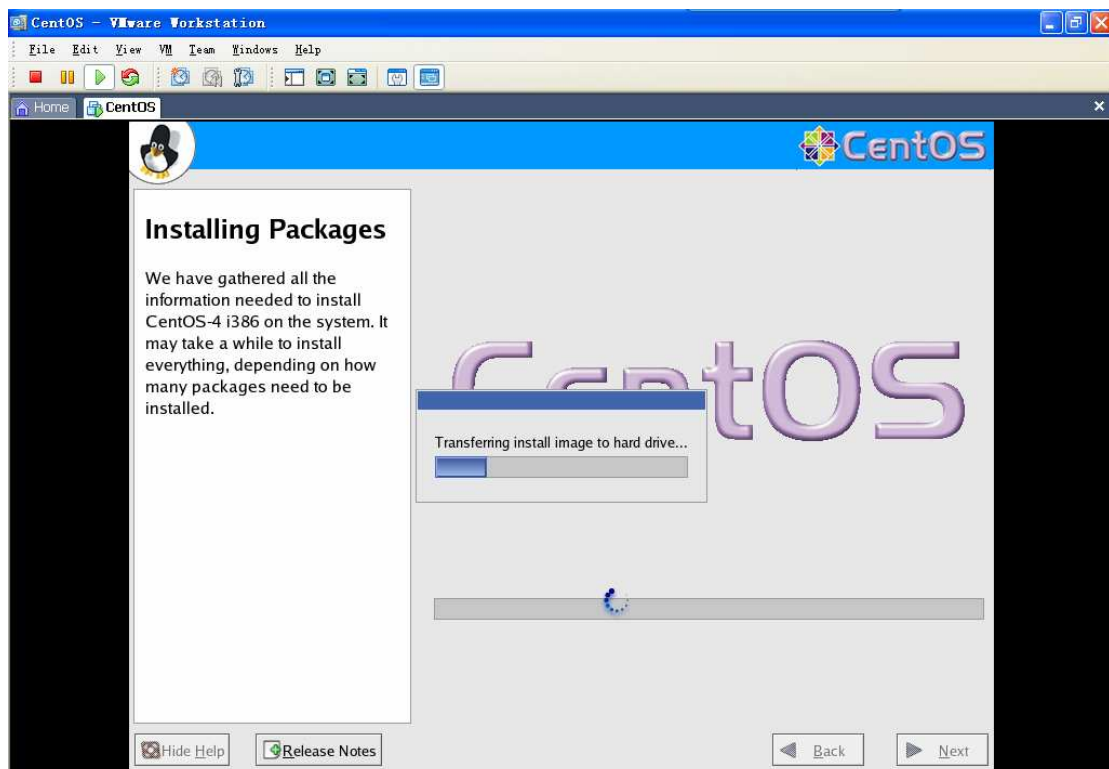 CentOS - VMware Workstation
File Edit View VM Team Windows Help
Home CentOS
CentOS
Installing Packages
We have gathered all the
information needed to install
CentOS-4 i386 on the system. It
may take a while to install
everything, depending on how
many packages need to be
installed.
CentOS
Transferring install image to hard drive...
Hide Help Release Notes Back Next